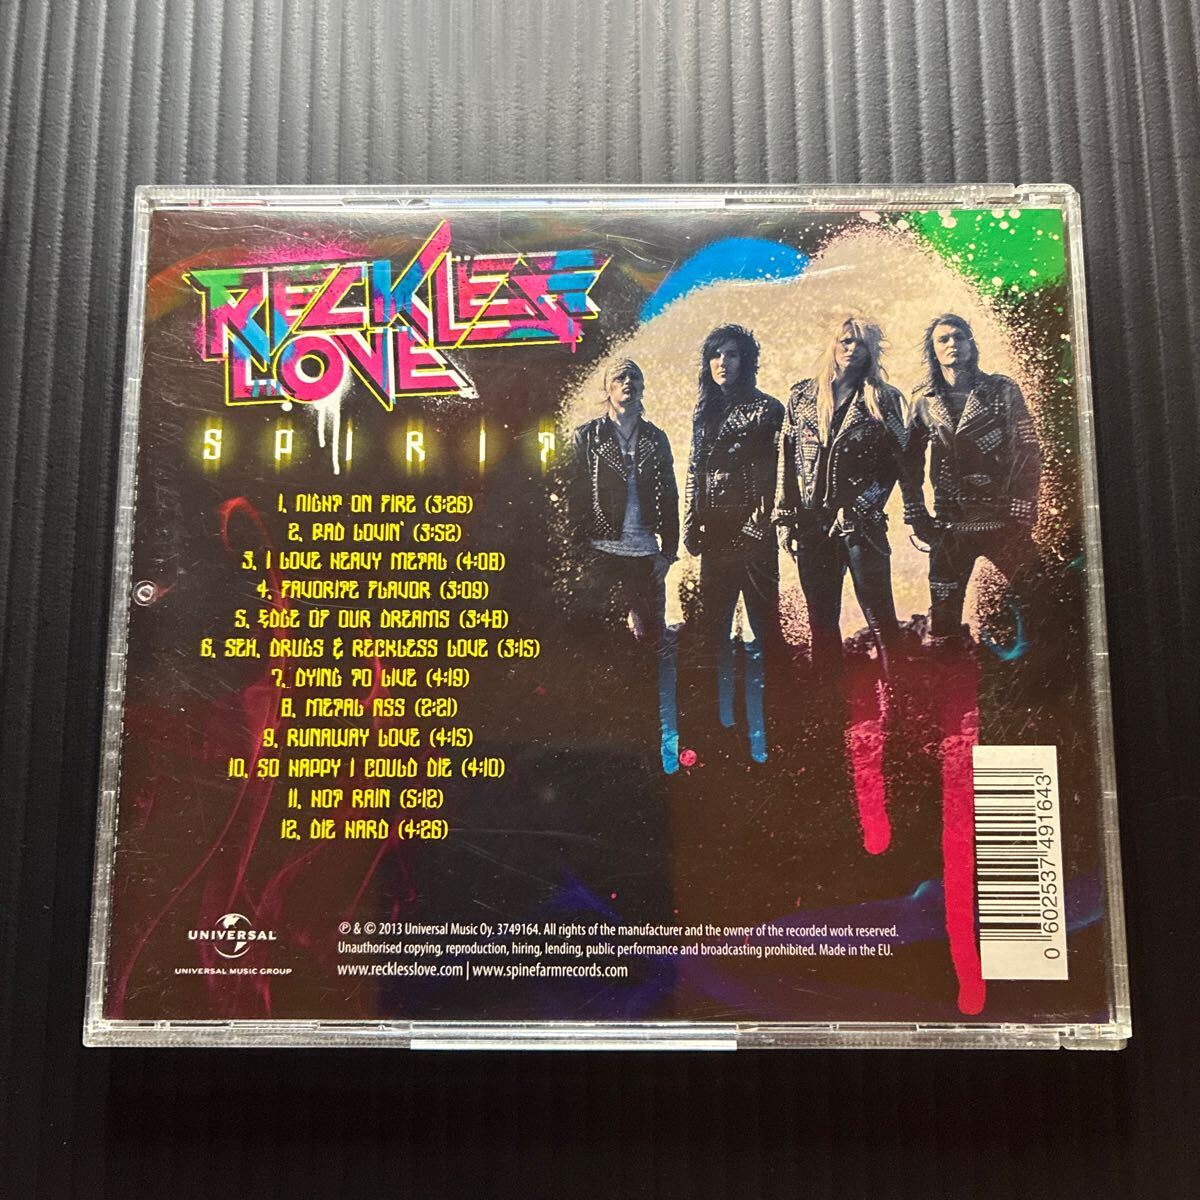 RECKLESS
LOVE
SPIRIT
1. NIGHT ON FIRE (3:26)
2. BAD LOVIN' (3:52)
3. I LOVE HEAVY METAL (4:08)
4. FAVORITE FLAVOR (3:09)
5. EDGE OF OUR DREAMS (3:48)
6. SEX, DRUGS & RECKLESS LOVE (3:15)
7. DYING TO LIVE (4:19)
8. METAL ASS (2:21)
9. RUNAWAY LOVE (4:15)
10. SO HAPPY I COULD DIE (4:10)
11. HOT RAIN (5:12)
12. DIE HARD (4:26)
UNIVERSAL
UNIVERSAL MUSIC GROUP
℗ & © 2013 Universal Music Oy. 3749164. All rights of the manufacturer and the owner of the recorded work reserved.
Unauthorised copying, reproduction, hiring, lending, public performance and broadcasting prohibited. Made in the EU.
www.recklesslove.com | www.spinefarmrecords.com
0 602537 491643